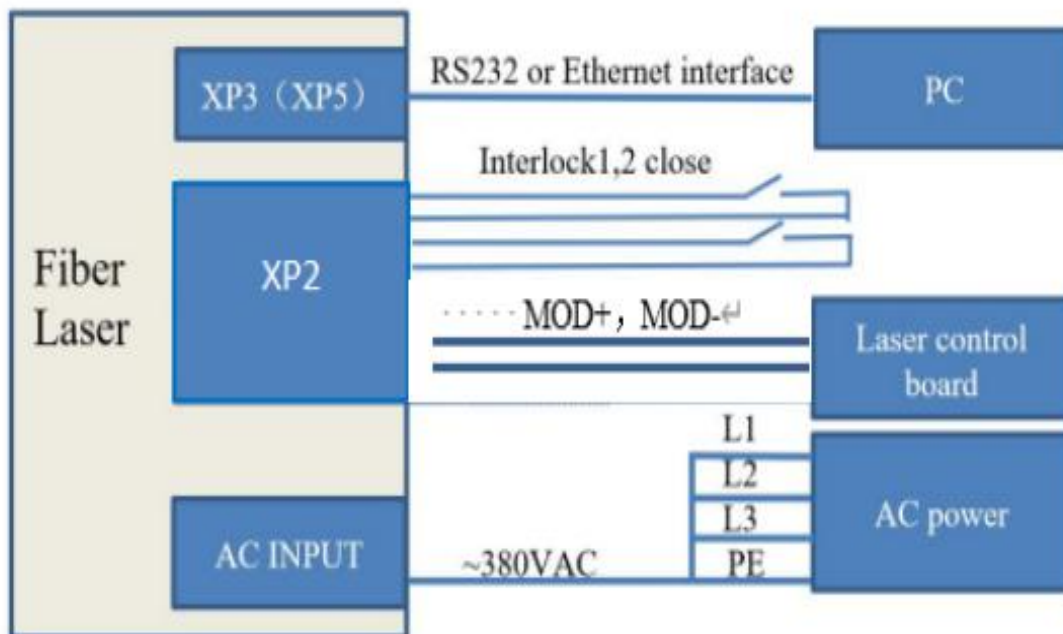 XP3（XP5）
RS232 or Ethernet interface
PC
Interlock1,2 close
Fiber
Laser
XP2
·····MOD+，MOD-↵
Laser control
board
L1
L2
L3
PE
AC power
AC INPUT
~380VAC